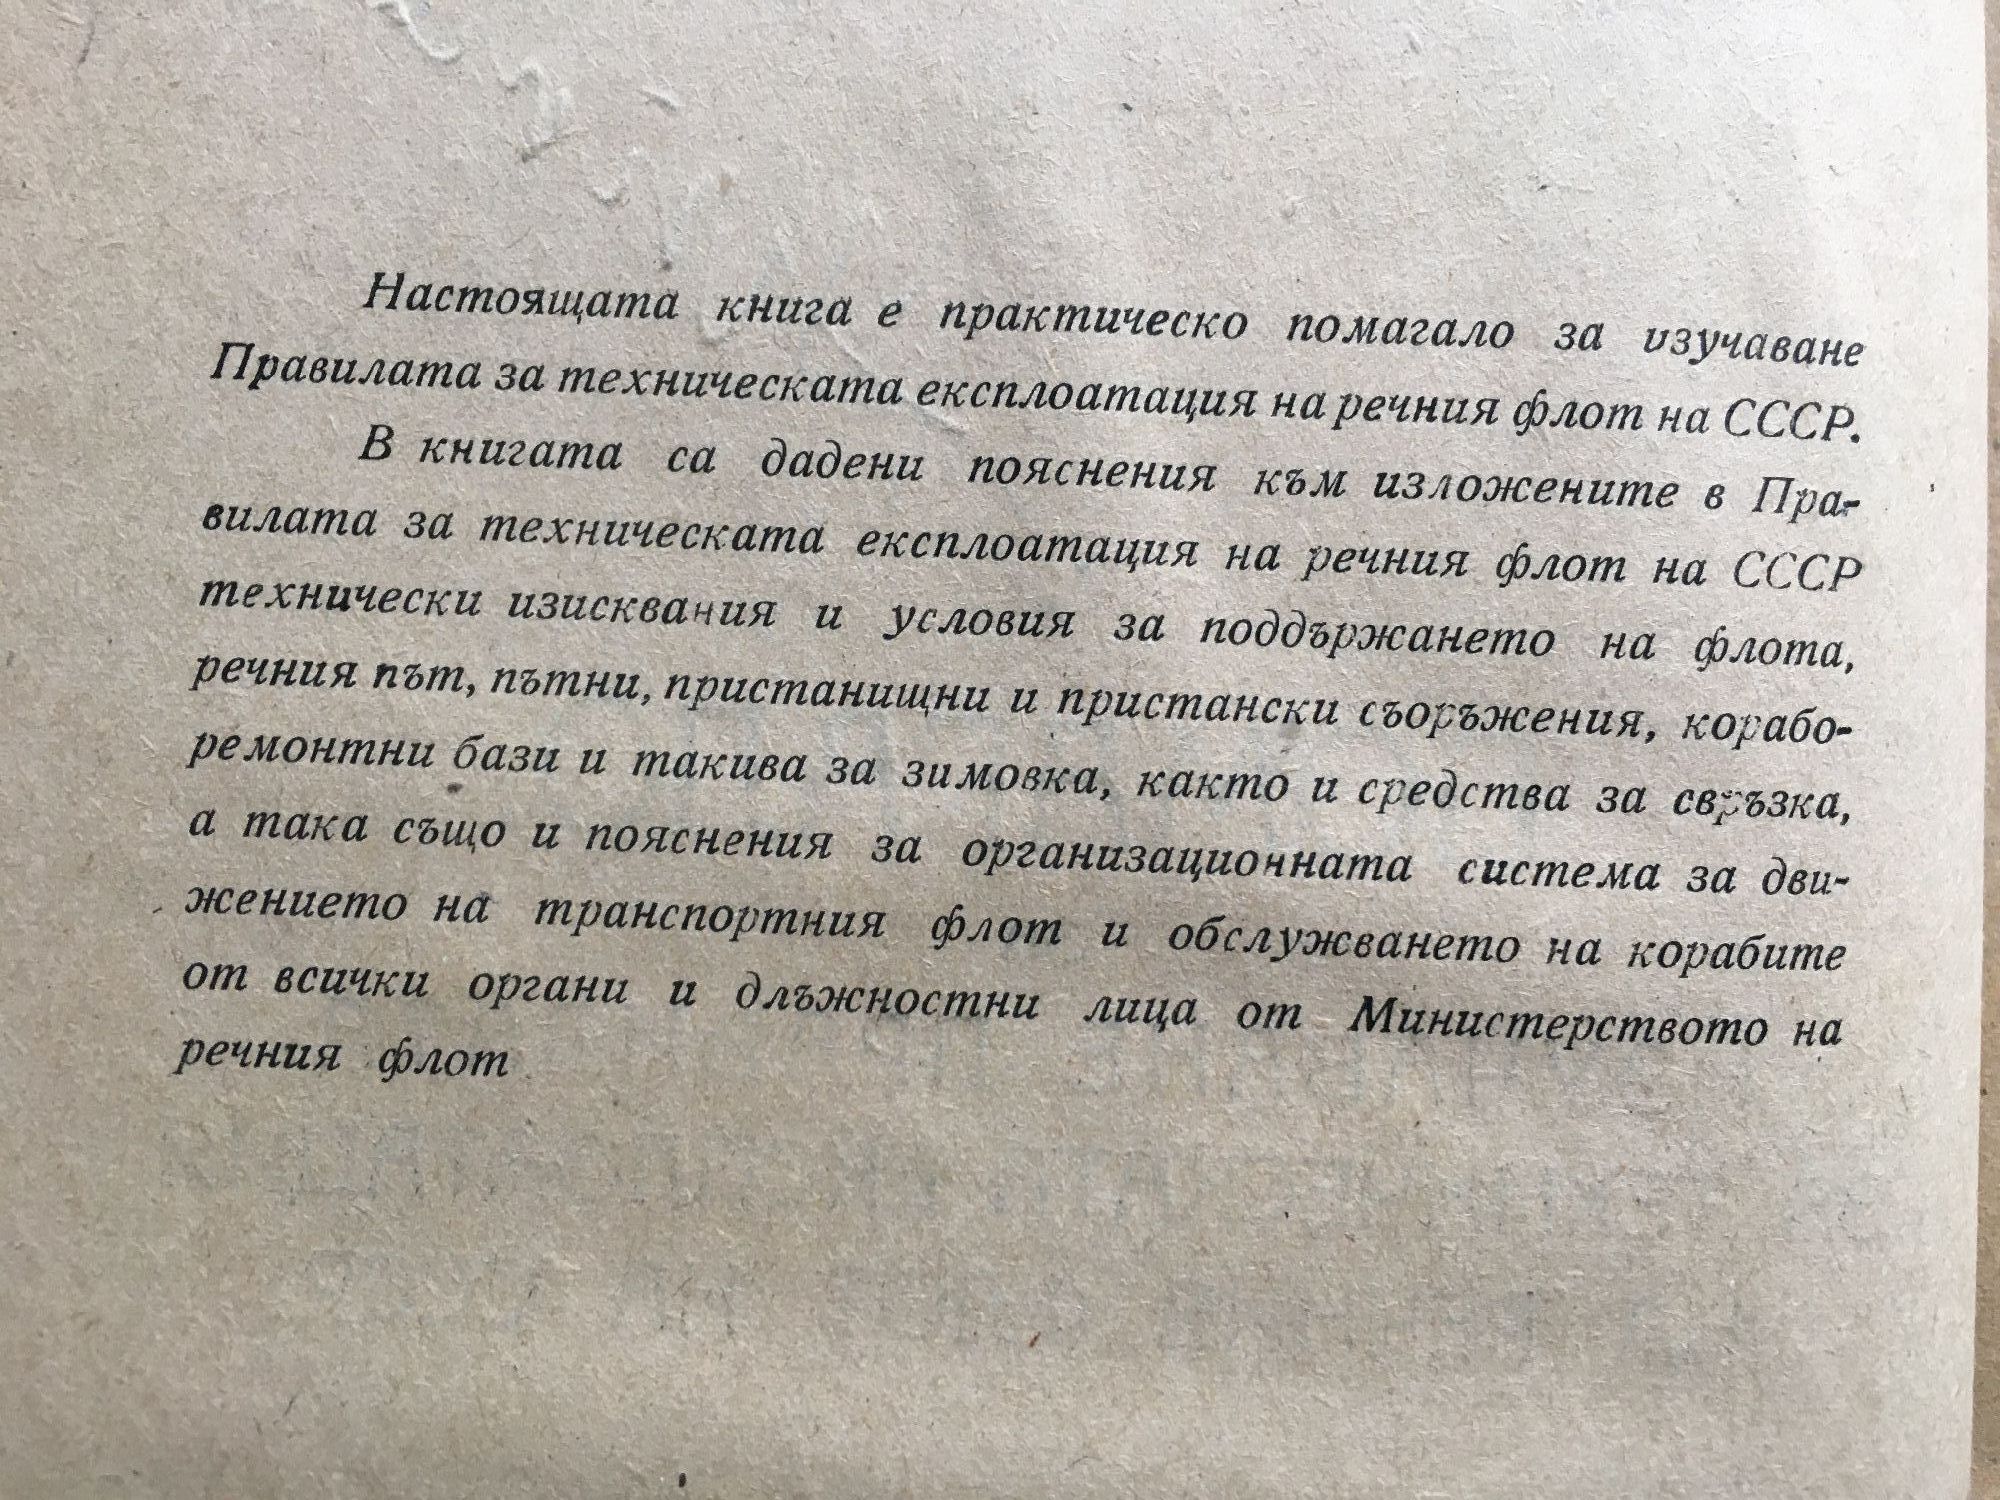 Настоящата книга е практическо помагало за изучаване
Правилата за техническата експлоатация на речния флот на СССР.
В книгата са дадени пояснения към изложените в Пра-
вилата за техническата експлоатация на речния флот на СССР
технически изисквания и условия за поддържането на флота,
речния път, пътни, пристанищни и пристански съоръжения, корабо-
ремонтни бази и такива за зимовка, както и средства за свръзка,
а така също и пояснения за организационната система за дви-
жението на транспортния флот и обслужването на корабите
от всички органи и длъжностни лица от Министерството на
речния флот